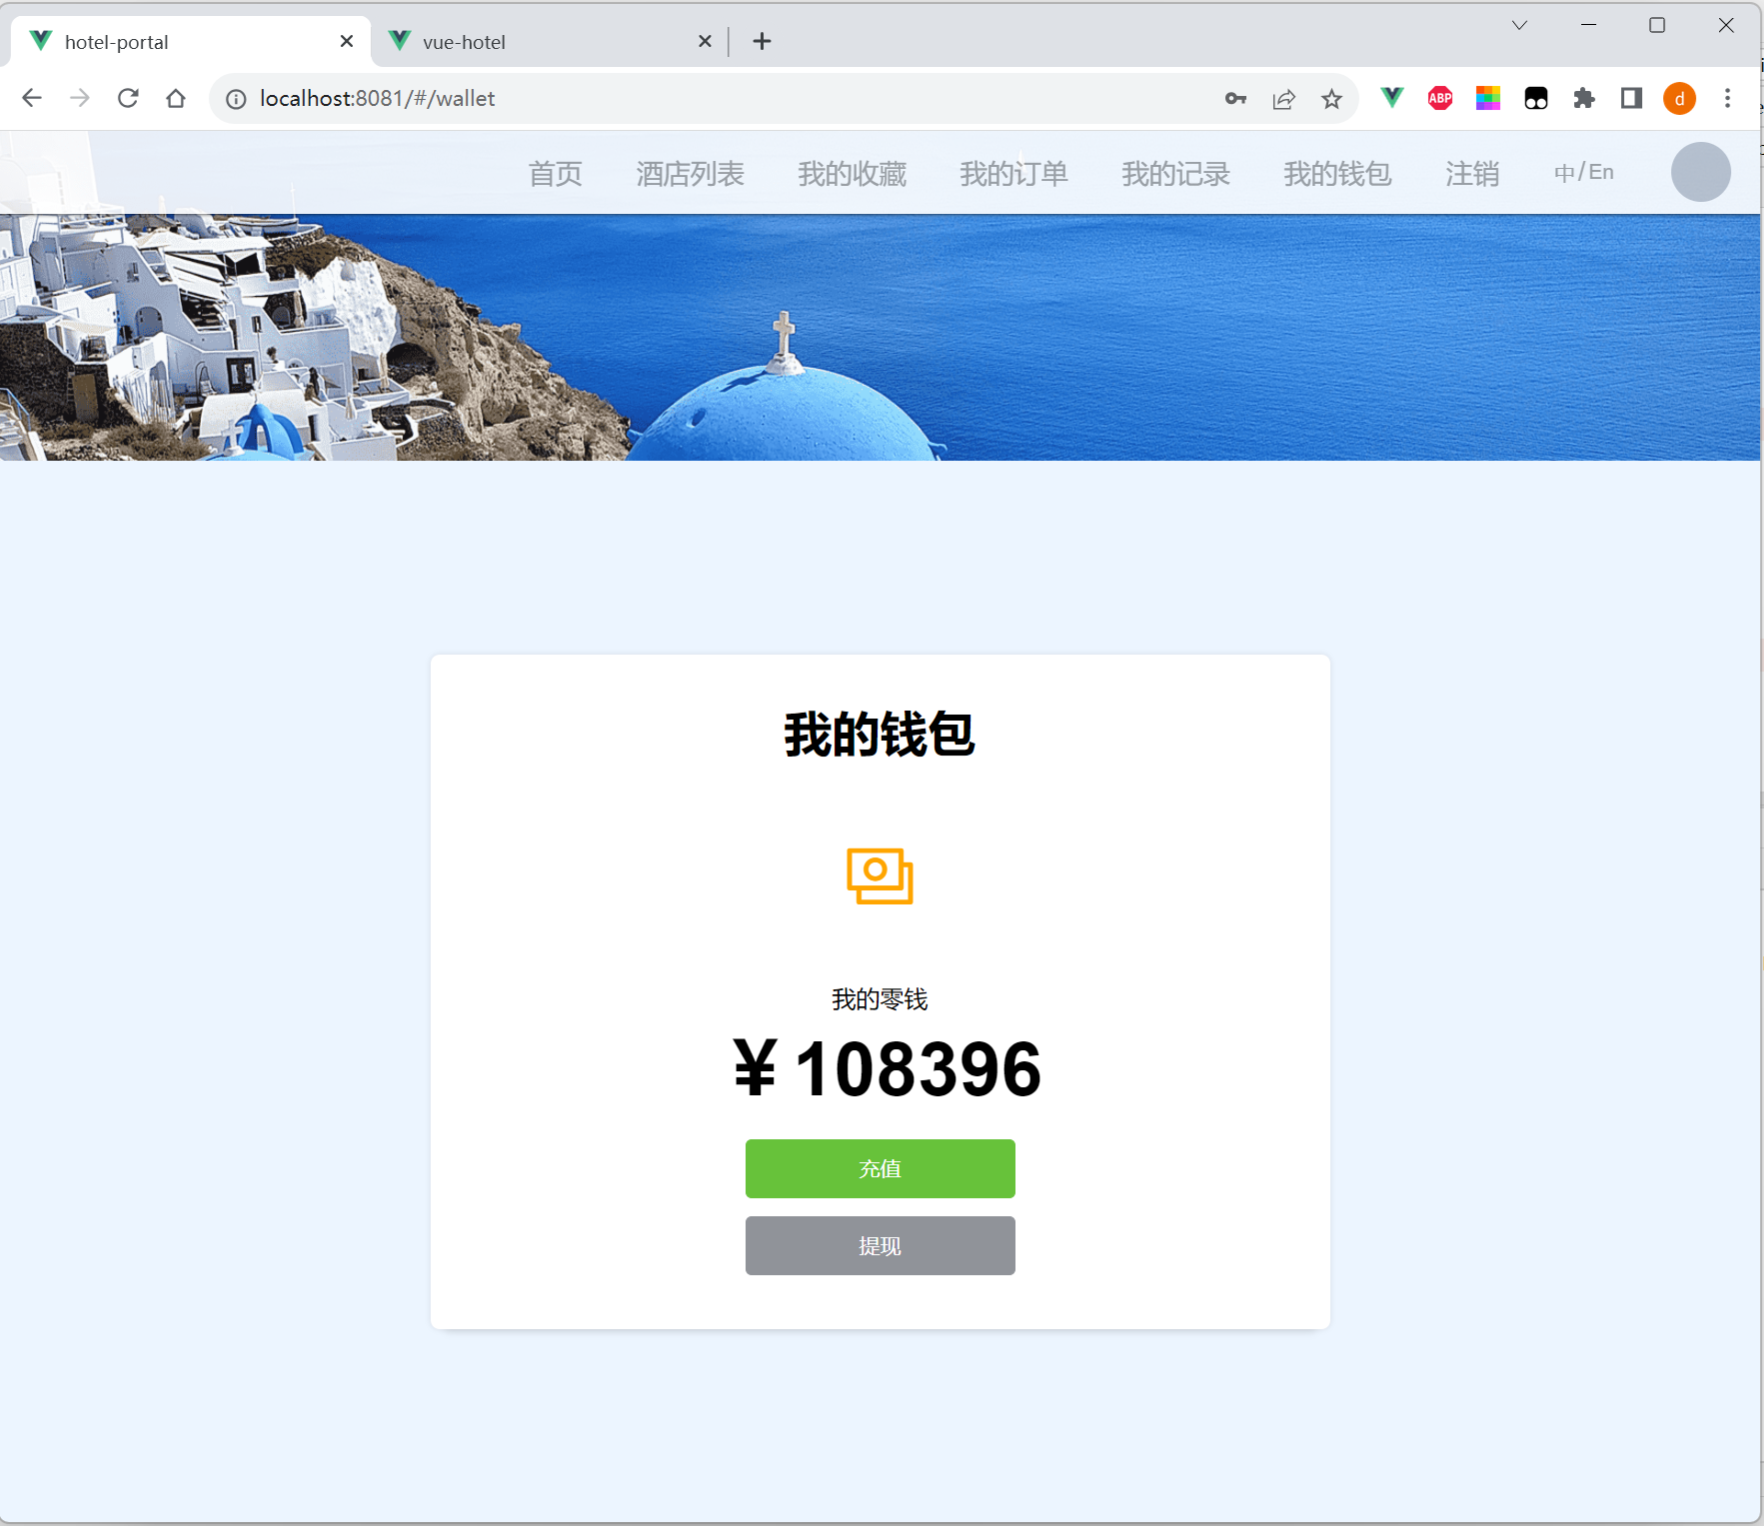 hotel-portal
vue-hotel
localhost:8081/#/wallet
ABP
d
首页 酒店列表 我的收藏 我的订单 我的记录 我的钱包 注销 中/En
我的钱包
我的零钱
¥108396
充值
提现